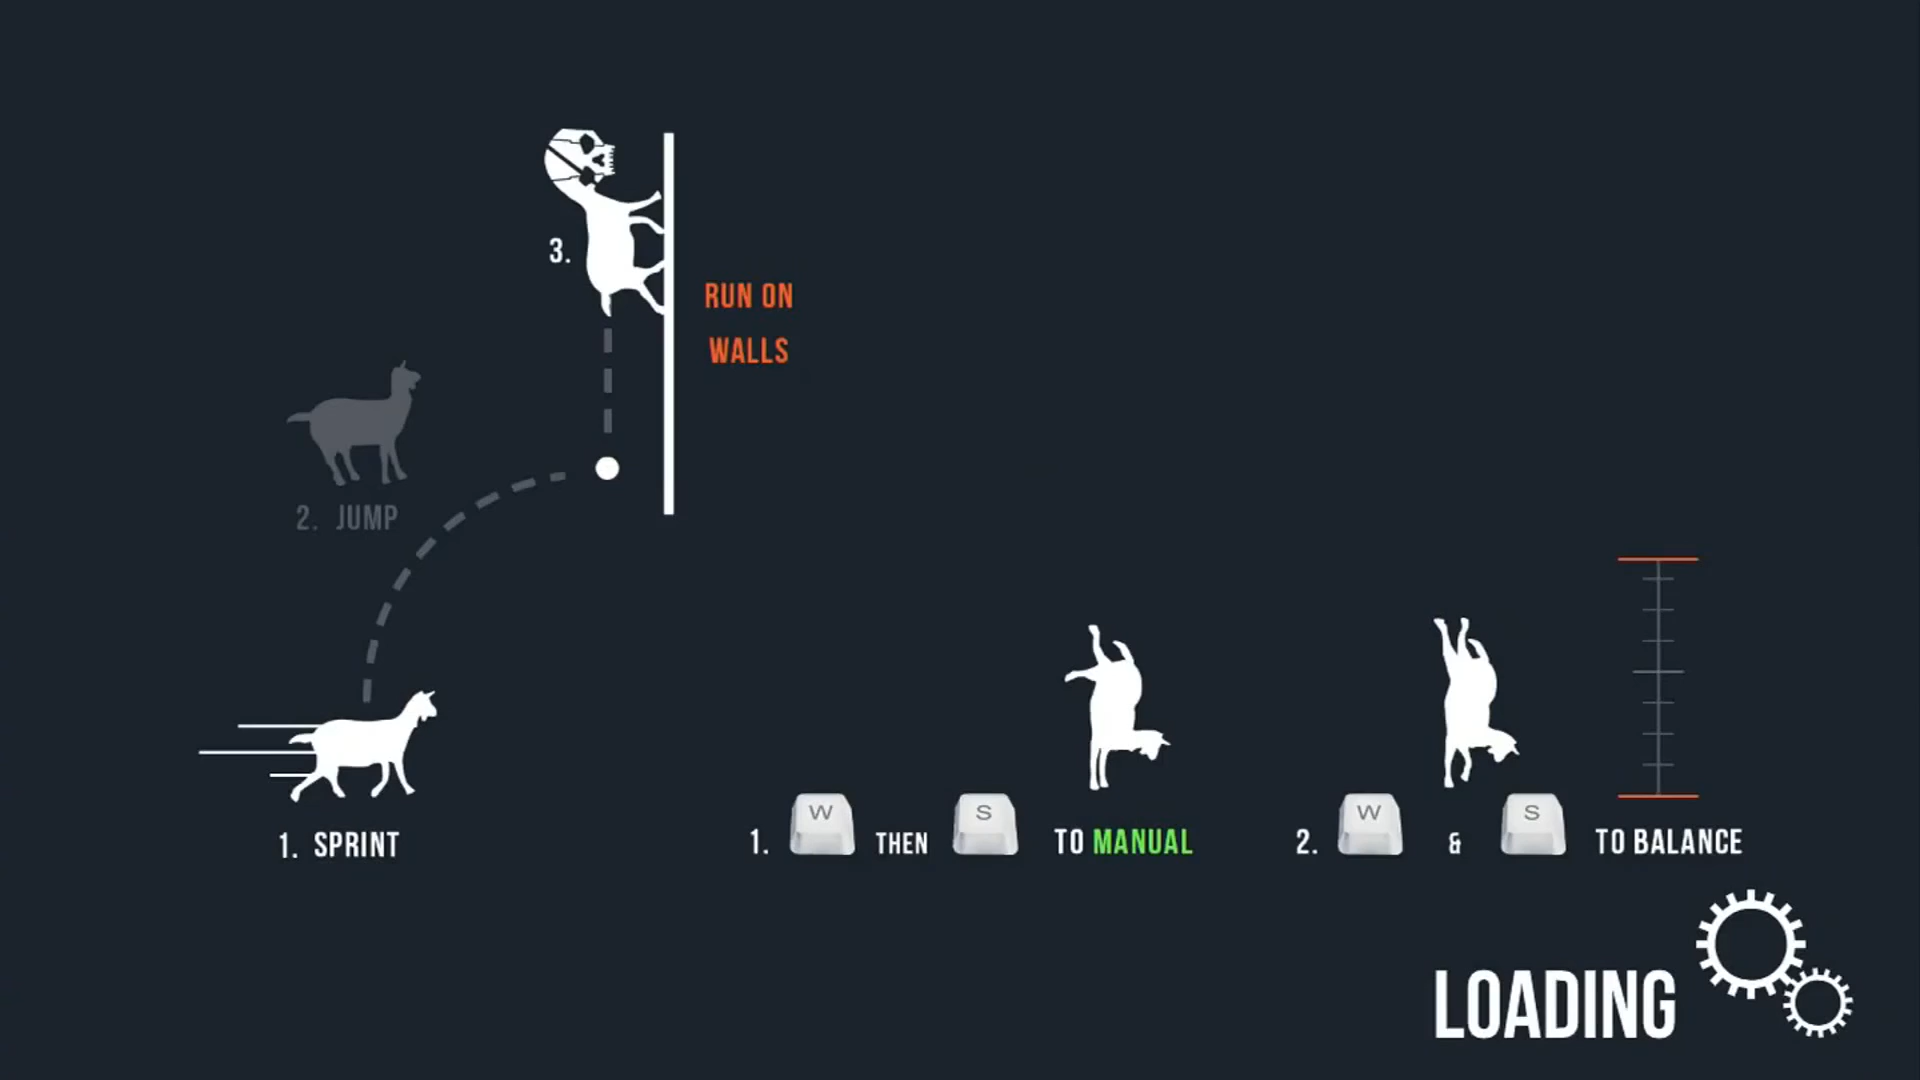 3.
RUN ON
WALLS
2. JUMP
1. SPRINT
1. W THEN S TO MANUAL
2. W & S TO BALANCE
LOADING